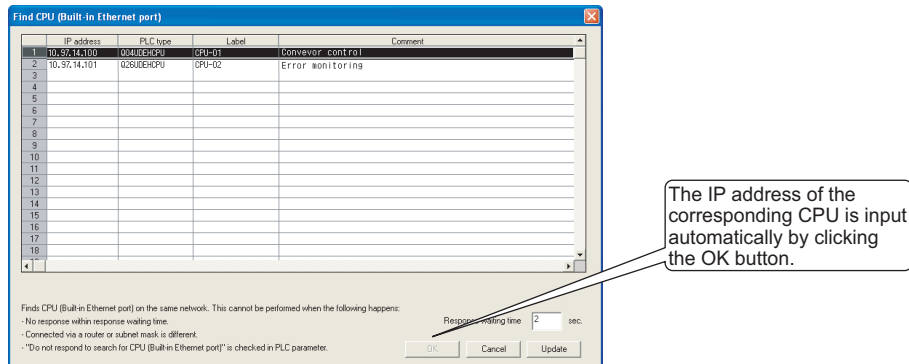 Find CPU (Built-in Ethernet port)
IP address PLC type Label Comment
1 10.97.14.100 Q04UDEHCPU CPU-01 Conveyor control
2 10.97.14.101 Q26UDEHCPU CPU-02 Error monitoring
3
4
5
6
7
8
9
10
11
12
13
14
15
16
17
18
The IP address of the
corresponding CPU is input
automatically by clicking
the OK button.
Finds CPU (Built-in Ethernet port) on the same network. This cannot be performed when the following happens:
- No response within response waiting time.
- Connected via a router or subnet mask is different.
- "Do not respond to search for CPU (Built-in Ethernet port)" is checked in PLC parameter.
Response waiting time 2 sec.
OK Cancel Update